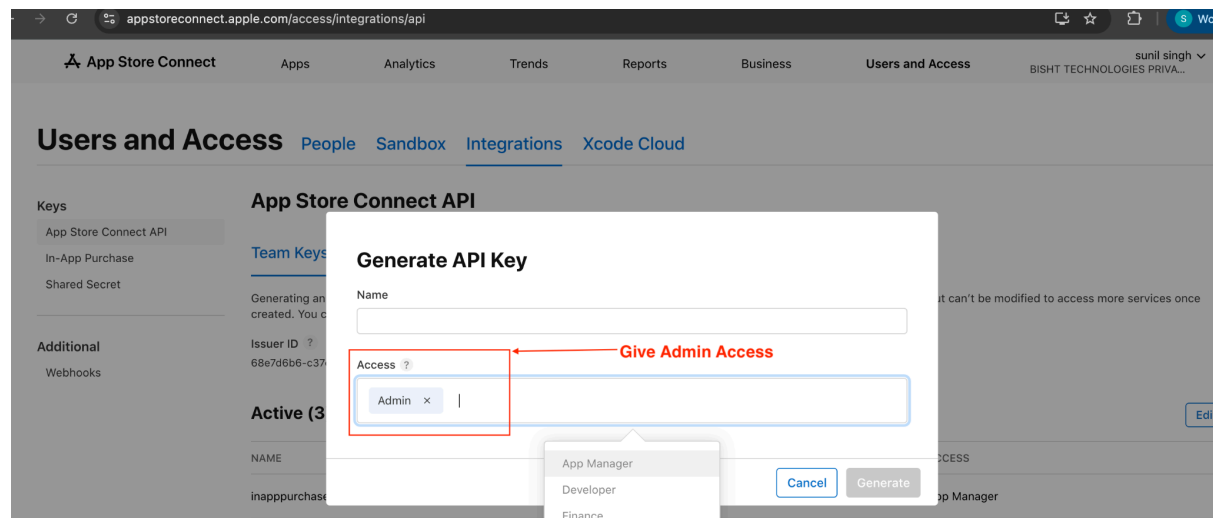 appstoreconnect.apple.com/access/integrations/api
S
App Store Connect Apps Analytics Trends Reports Business Users and Access
sunil singh
BISHT TECHNOLOGIES PRIVA...
Users and Access People Sandbox Integrations Xcode Cloud
Keys
App Store Connect API
In-App Purchase
Shared Secret
Additional
Webhooks
App Store Connect API
Team Keys
Generating an
created. You c
ut can't be modified to access more services once
Issuer ID ?
68e7d6b6-c37
Active (3
Edi
NAME
CCESS
inapppurchase
pp Manager
Generate API Key
Name
Give Admin Access
Access ?
Admin ×
App Manager
Developer
Finance
Cancel Generate